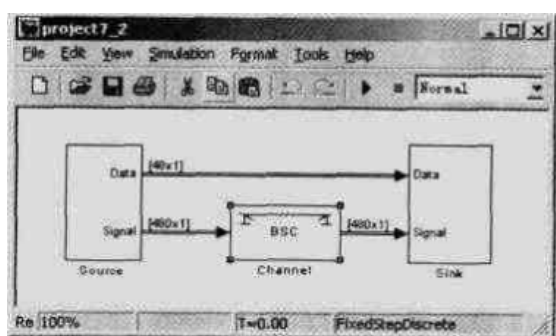 project7_2
File Edit View Simulation Format Tools Help
Normal
Data
[48x1]
Data
Signal
[480x1]
BSC
[480x1]
Signal
Source
Channel
Sink
100%
T=0.00
FixedStepDiscrete